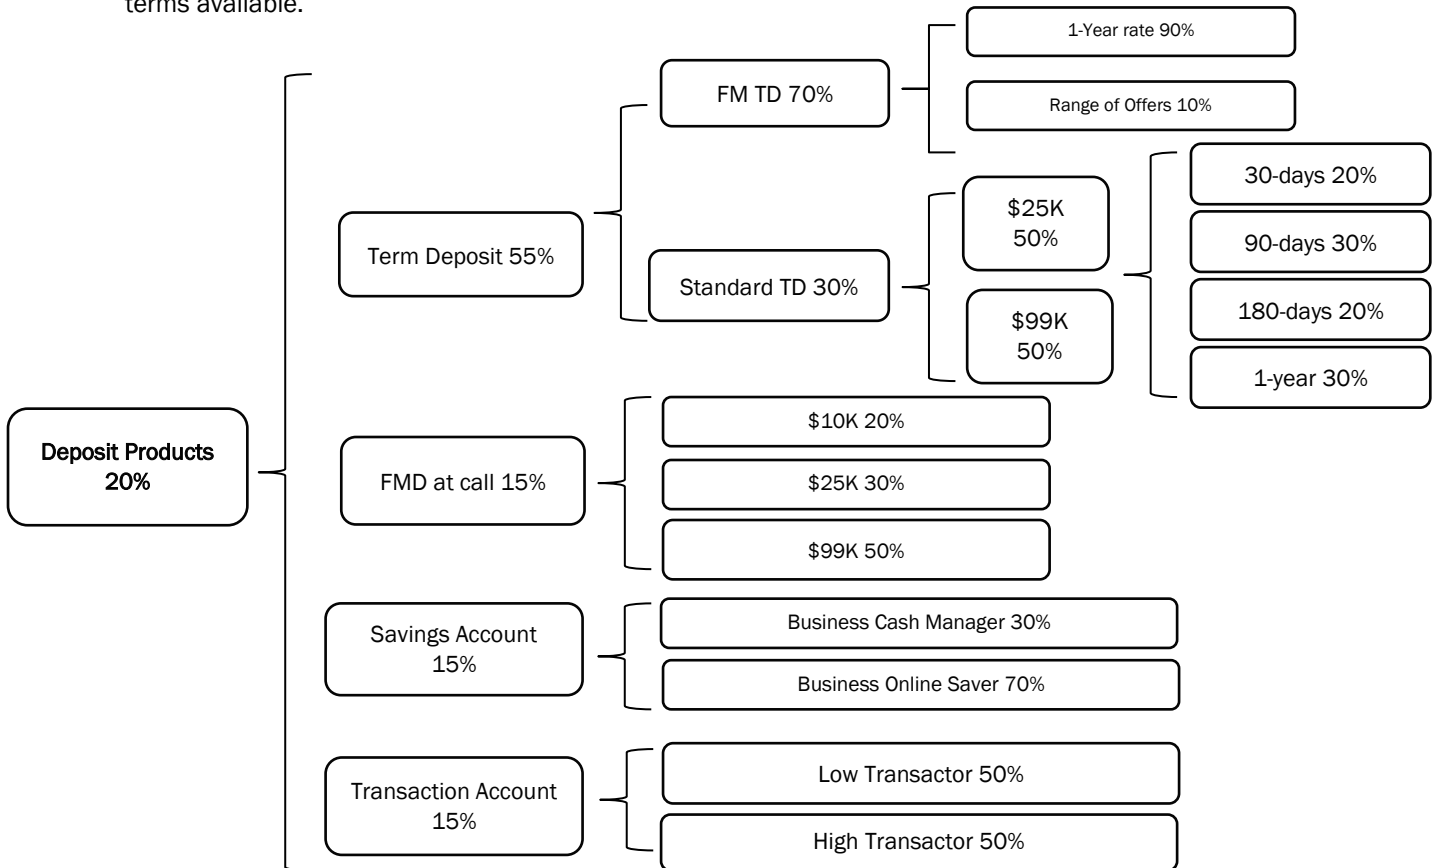 terms available.
1-Year rate 90%
FM TD 70%
Range of Offers 10%
30-days 20%
$25K
50%
90-days 30%
Term Deposit 55%
Standard TD 30%
180-days 20%
$99K
50%
1-year 30%
$10K 20%
Deposit Products
20%
FMD at call 15%
$25K 30%
$99K 50%
Savings Account
15%
Business Cash Manager 30%
Business Online Saver 70%
Transaction Account
15%
Low Transactor 50%
High Transactor 50%